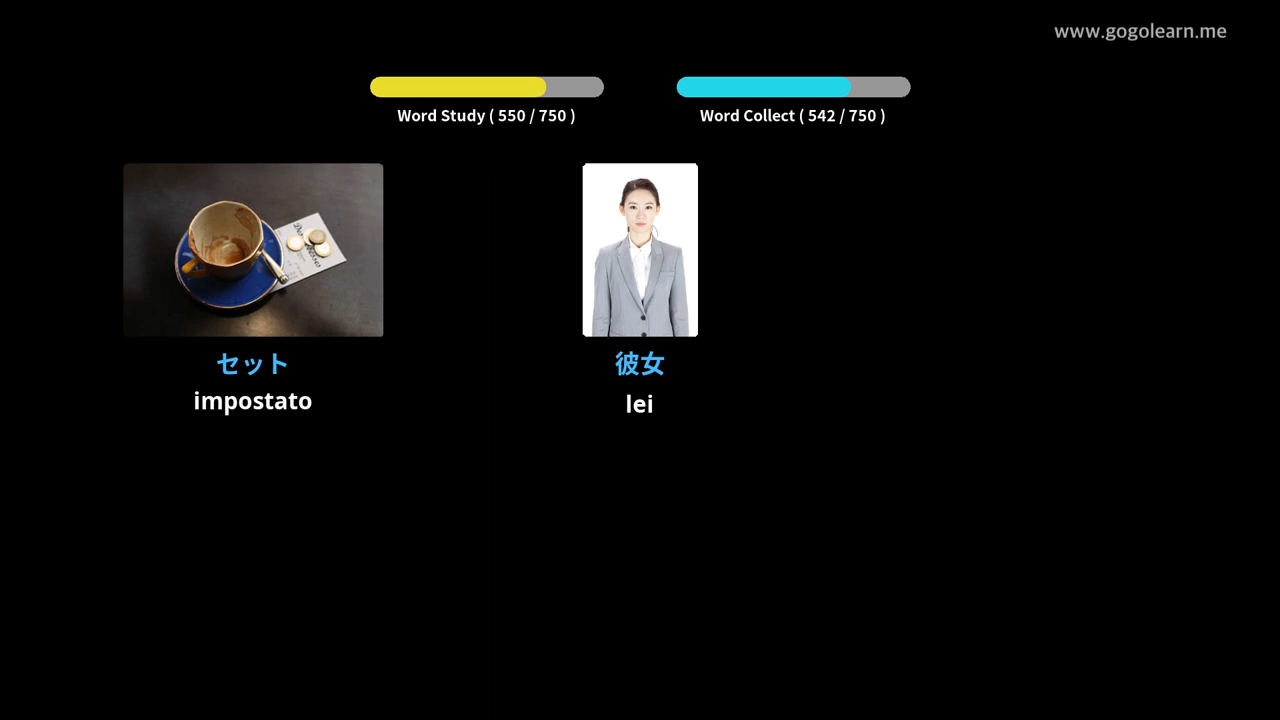 www.gogolearn.me
Word Study ( 550 / 750 )
Word Collect ( 542 / 750 )
セット
彼女
impostato
lei